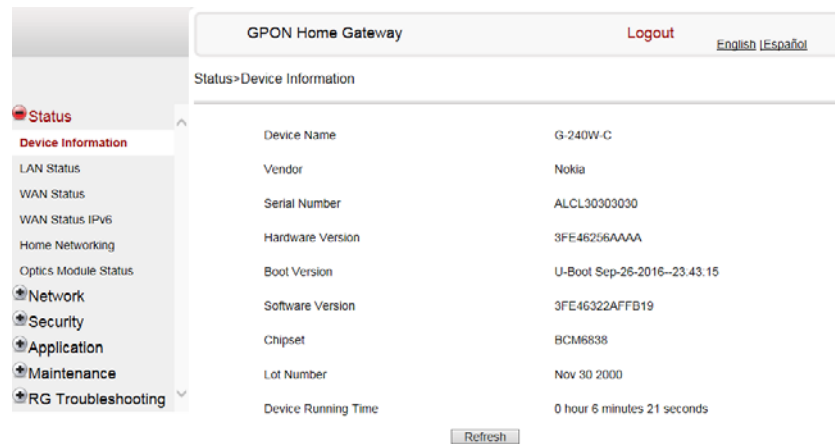 GPON Home Gateway
Logout
English |Español
Status>Device Information
Status
Device Information
LAN Status
WAN Status
WAN Status IPv6
Home Networking
Optics Module Status
Network
Security
Application
Maintenance
RG Troubleshooting
Device Name G-240W-C
Vendor Nokia
Serial Number ALCL30303030
Hardware Version 3FE46256AAAA
Boot Version U-Boot Sep-26-2016--23:43:15
Software Version 3FE46322AFFB19
Chipset BCM6838
Lot Number Nov 30 2000
Device Running Time 0 hour 6 minutes 21 seconds
Refresh